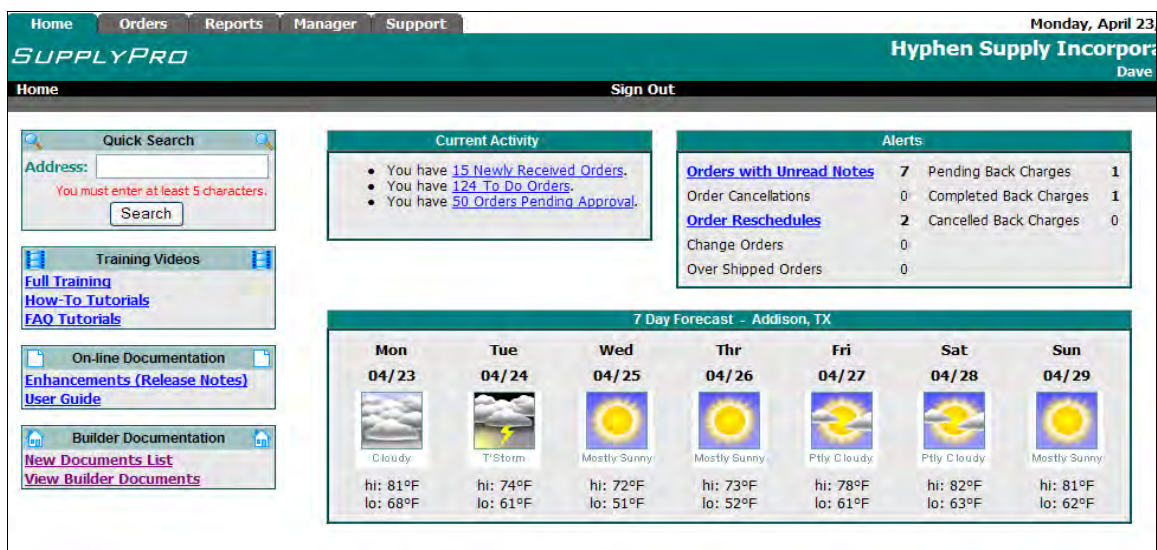 Home Orders Reports Manager Support
Monday, April 23,
SUPPLYPRO
Hyphen Supply Incorpora
Dave
Home Sign Out
Quick Search
Address:
You must enter at least 5 characters.
Search
Training Videos
Full Training
How-To Tutorials
FAQ Tutorials
On-line Documentation
Enhancements (Release Notes)
User Guide
Builder Documentation
New Documents List
View Builder Documents
Current Activity
• You have 15 Newly Received Orders.
• You have 124 To Do Orders.
• You have 50 Orders Pending Approval.
Alerts
Orders with Unread Notes 7 Pending Back Charges 1
Order Cancellations 0 Completed Back Charges 1
Order Reschedules 2 Cancelled Back Charges 0
Change Orders 0
Over Shipped Orders 0
7 Day Forecast - Addison, TX
Mon Tue Wed Thr Fri Sat Sun
04/23 04/24 04/25 04/26 04/27 04/28 04/29
Cloudy T'Storm Mostly Sunny Mostly Sunny Ptly Cloudy Ptly Cloudy Mostly Sunny
hi: 81°F hi: 74°F hi: 72°F hi: 73°F hi: 78°F hi: 82°F hi: 81°F
lo: 68°F lo: 61°F lo: 51°F lo: 52°F lo: 61°F lo: 63°F lo: 62°F